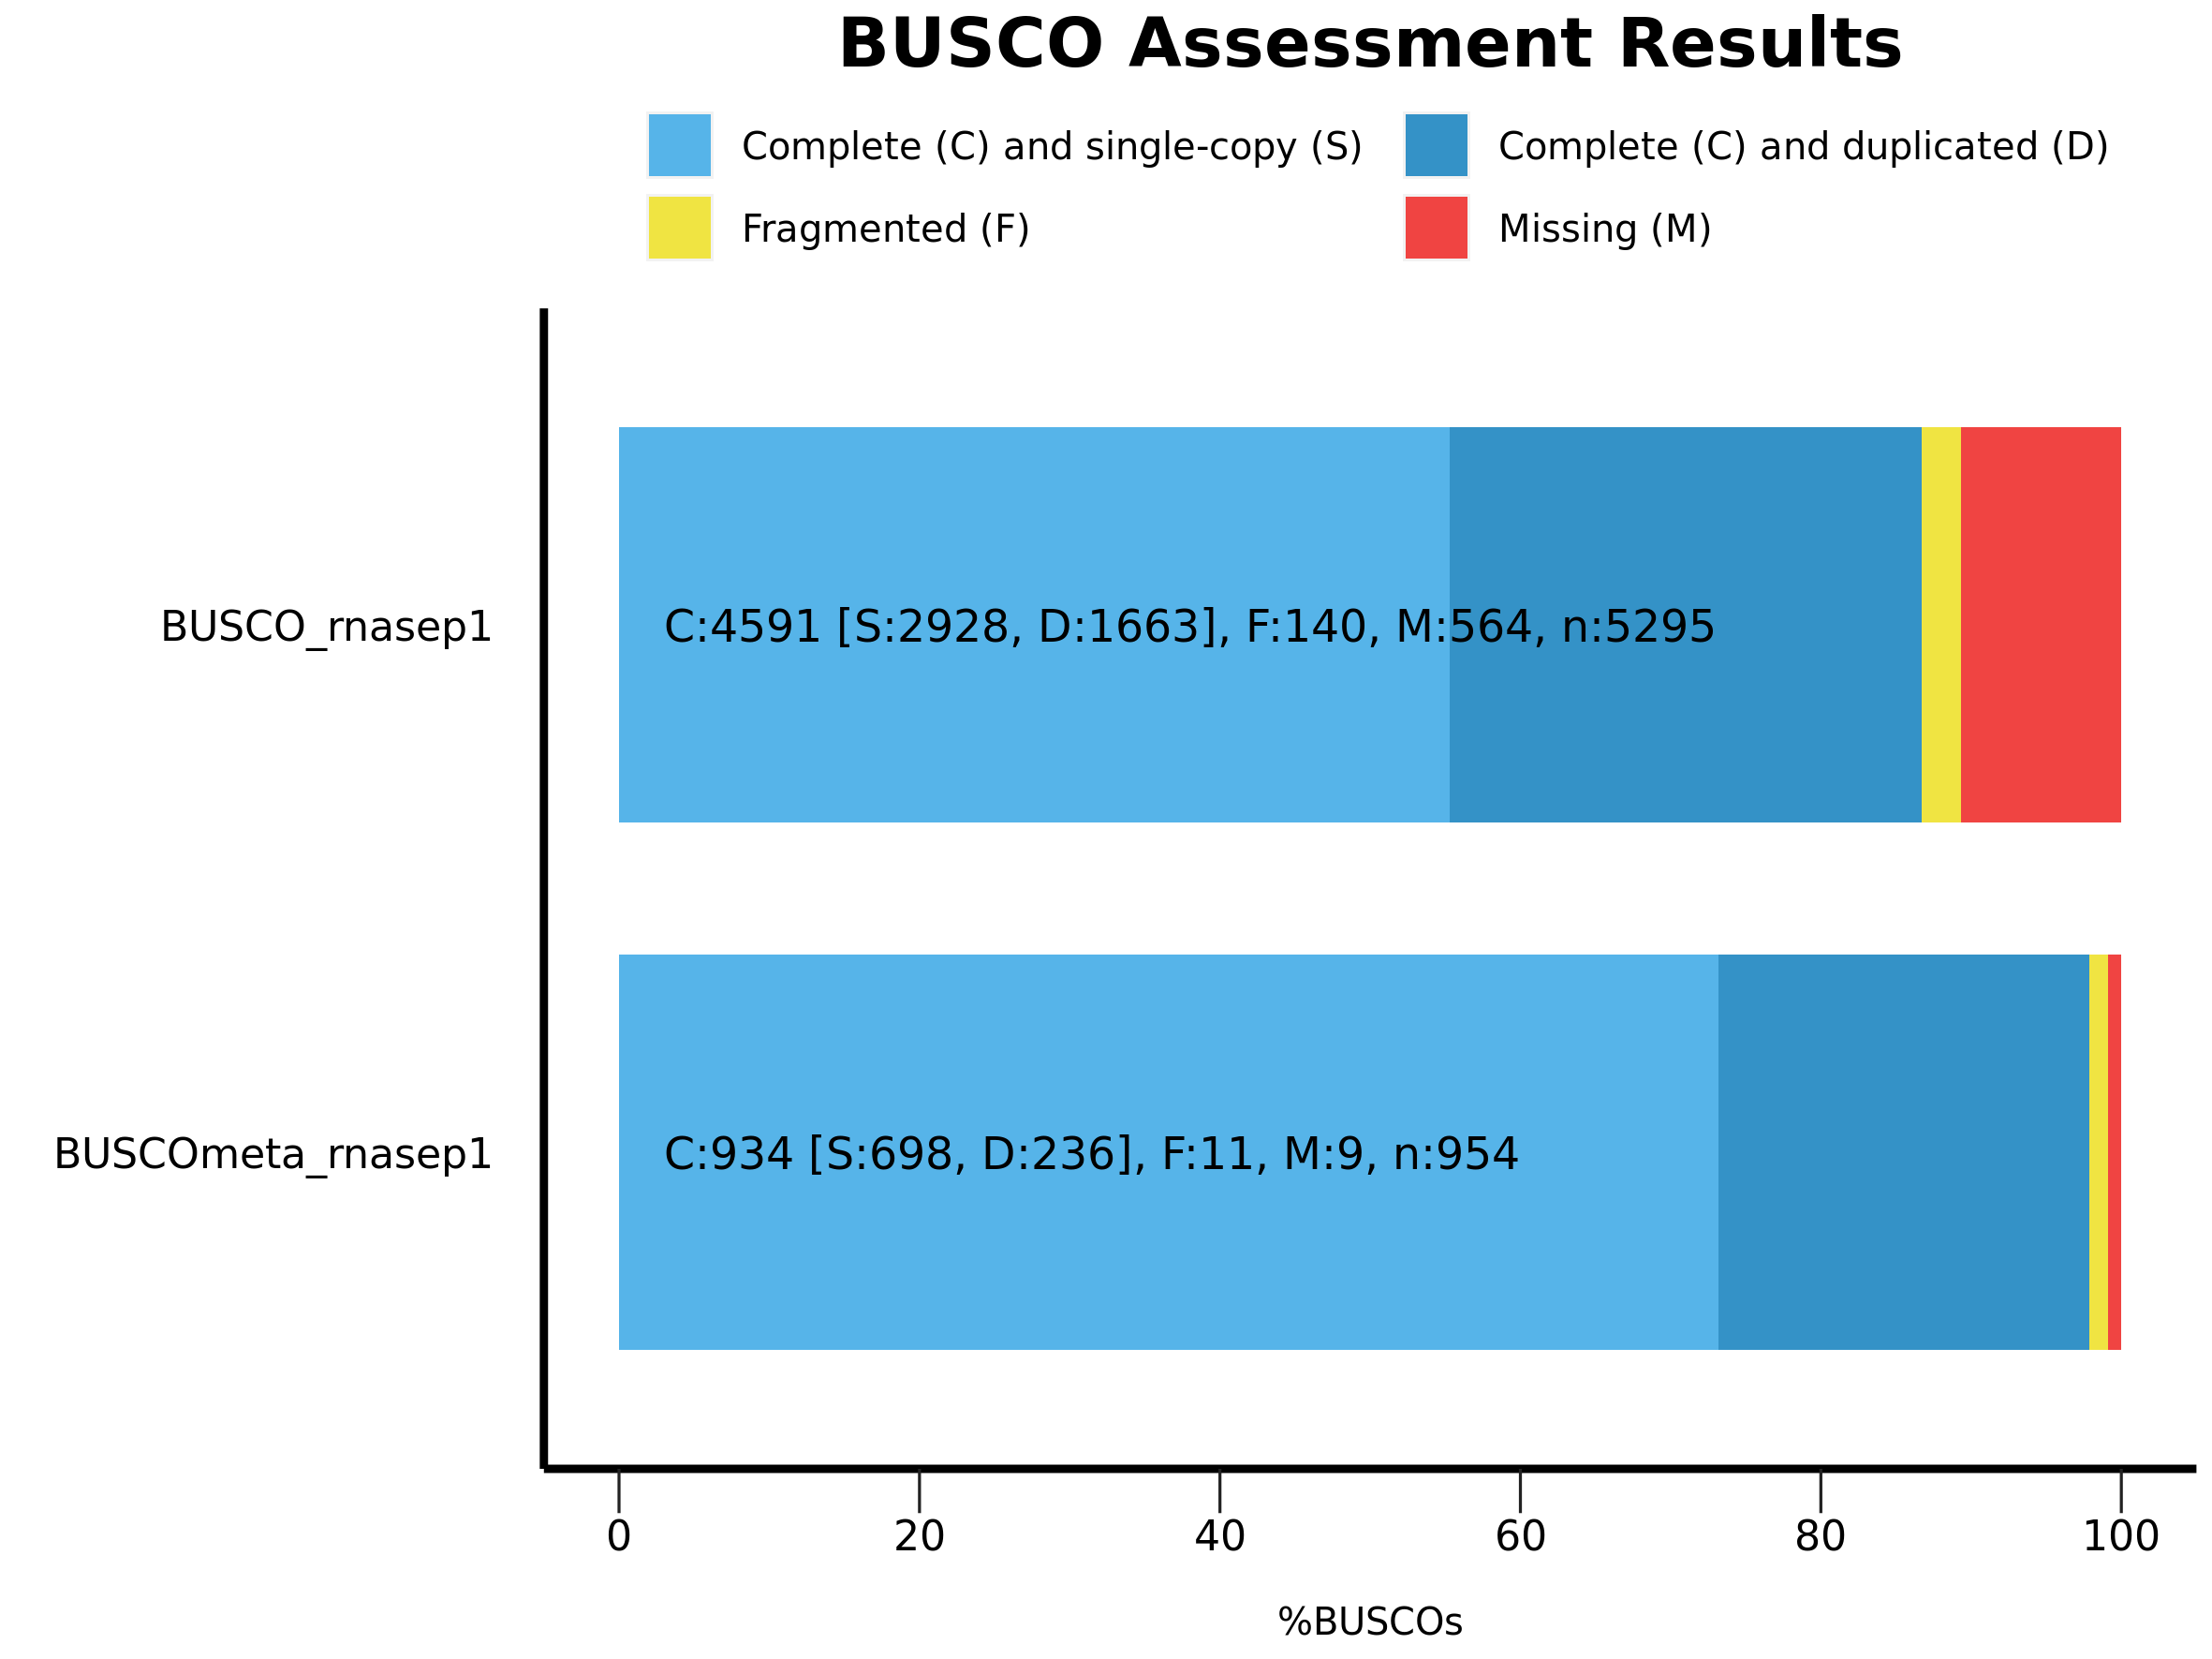 BUSCO Assessment Results
Complete (C) and single-copy (S)
Complete (C) and duplicated (D)
Fragmented (F)
Missing (M)
BUSCO_rnasep1
C:4591 [S:2928, D:1663], F:140, M:564, n:5295
BUSCOmeta_rnasep1
C:934 [S:698, D:236], F:11, M:9, n:954
0 20 40 60 80 100
%BUSCOs